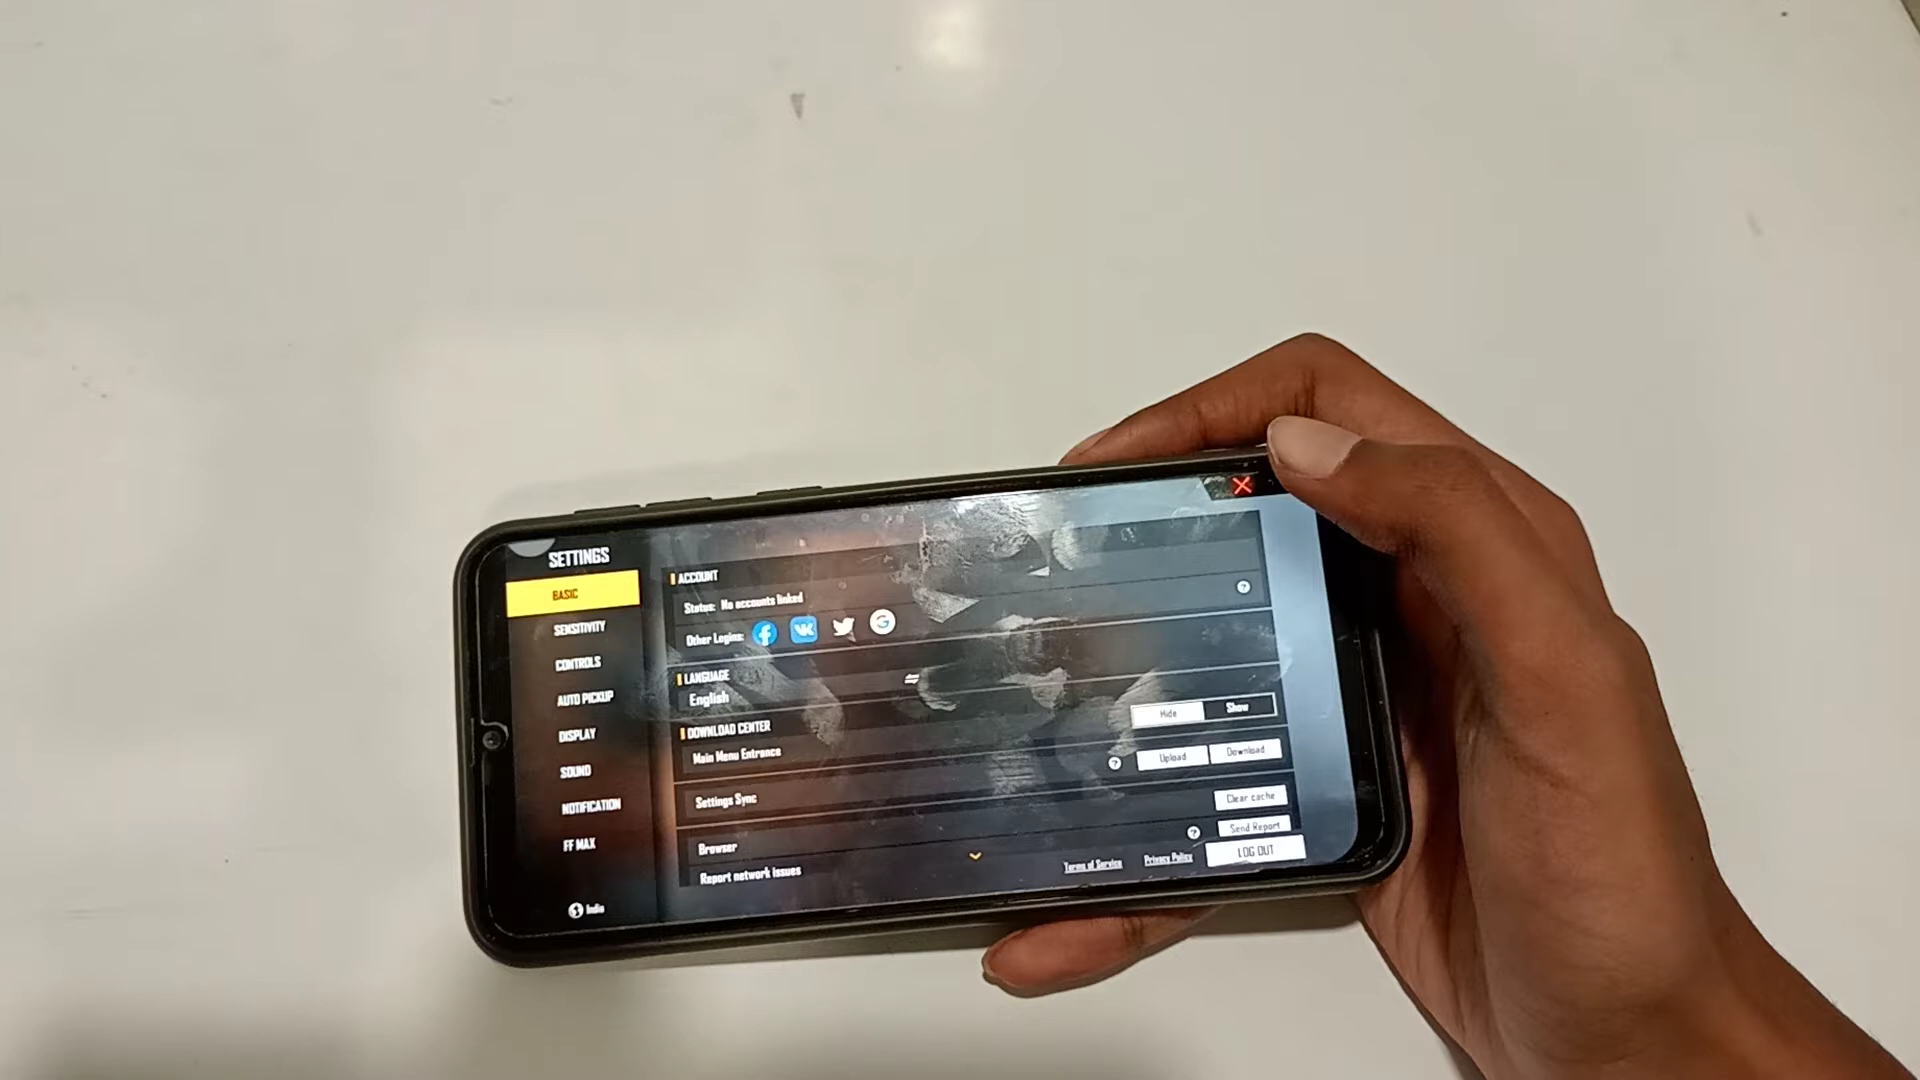 SETTINGS
BASIC
SENSITIVITY
CONTROLS
AUTO PICKUP
DISPLAY
SOUND
NOTIFICATION
FF MAX
India
ACCOUNT
Status: No accounts linked
Other Logins:
LANGUAGE
English
DOWNLOAD CENTER
Main Menu Entrance
Hide Show
Settings Sync
Upload Download
Browser
Clear cache
Report network issues
Send Report
Terms of Service Privacy Policy
LOG OUT